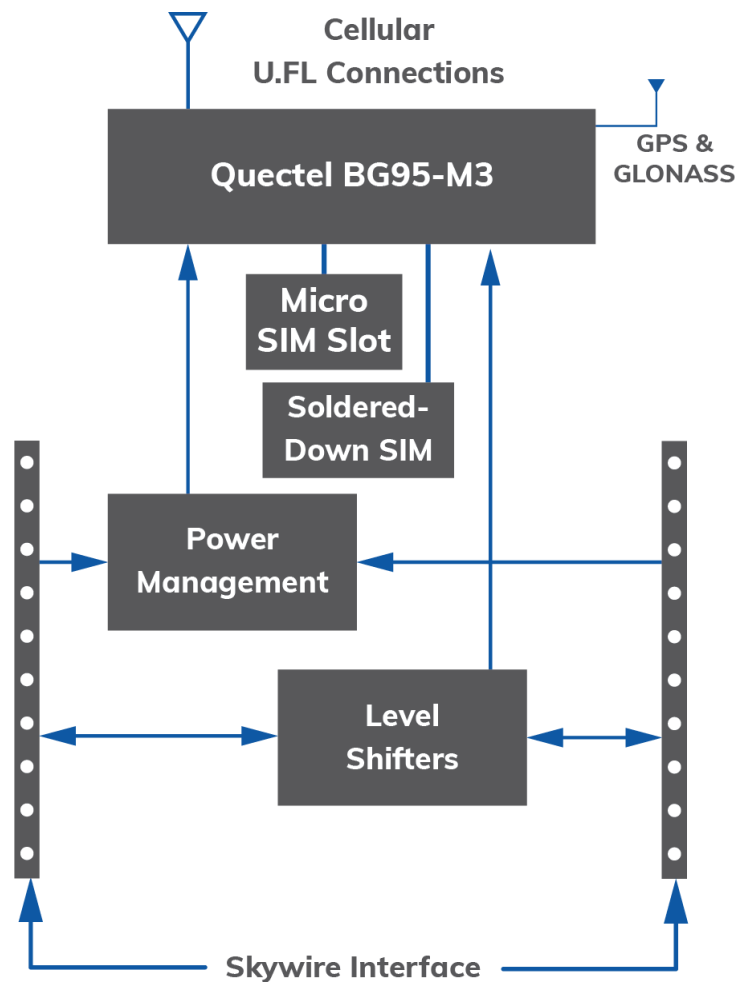 Cellular
U.FL Connections
Quectel BG95-M3
GPS &
GLONASS
Micro
SIM Slot
Soldered-
Down SIM
Power
Management
Level
Shifters
Skywire Interface